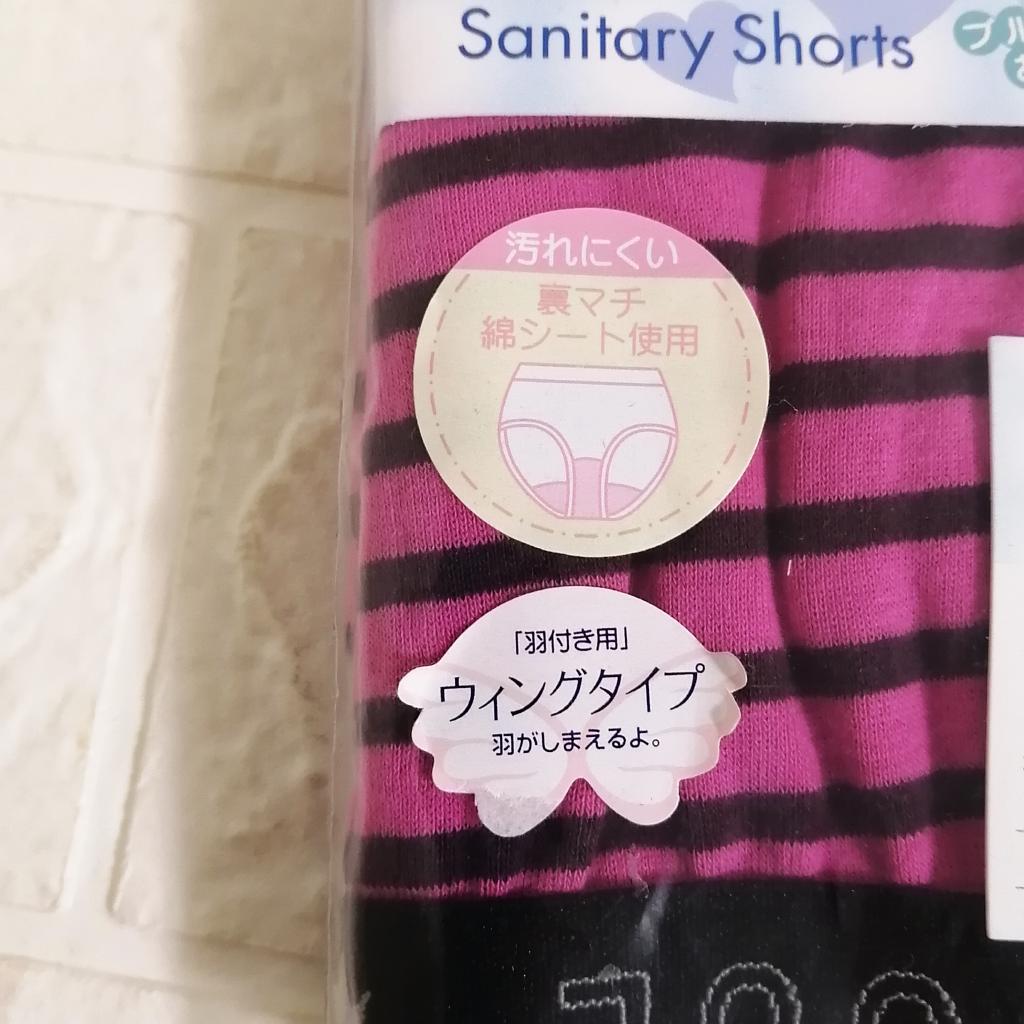 Sanitary Shorts
汚れにくい
裏マチ
綿シート使用
「羽付き用」
ウィングタイプ
羽がしまえるよ。